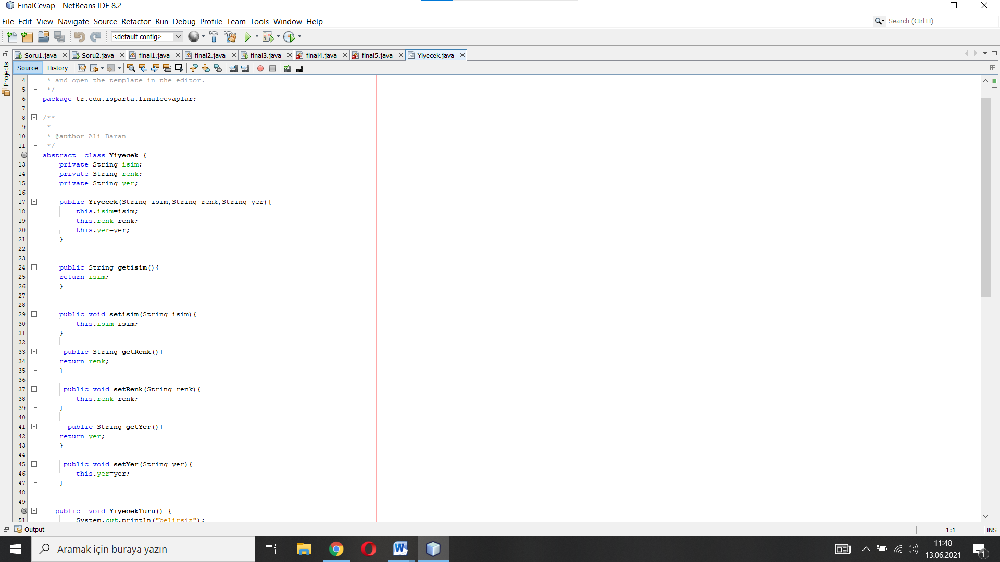 FinalCevap - NetBeans IDE 8.2
File Edit View Navigate Source Refactor Run Debug Profile Team Tools Window Help
Search (Ctrl+I)
<default config>
Soru1.java Soru2.java final1.java final2.java final3.java final4.java final5.java Yiyecek.java
Projects
Source History
4 * and open the template in the editor.
5 */
6 package tr.edu.isparta.finalcevaplar;
7
8 /**
9 *
10 * @author Ali Baran
11 */
abstract  class Yiyecek {
13 private String isim;
14 private String renk;
15 private String yer;
16
17 public Yiyecek(String isim,String renk,String yer){
18 this.isim=isim;
19 this.renk=renk;
20 this.yer=yer;
21 }
22
23
24 public String getisim(){
25 return isim;
26 }
27
28
29 public void setisim(String isim){
30 this.isim=isim;
31 }
32
33 public String getRenk(){
34 return renk;
35 }
36
37 public void setRenk(String renk){
38 this.renk=renk;
39 }
40
41 public String getYer(){
42 return yer;
43 }
44
45 public void setYer(String yer){
46 this.yer=yer;
47 }
48
49
public  void YiyecekTuru() {
51 System.out.println("belirsiz");
Output
1:1 INS
Aramak için buraya yazın
11:48
13.06.2021
1